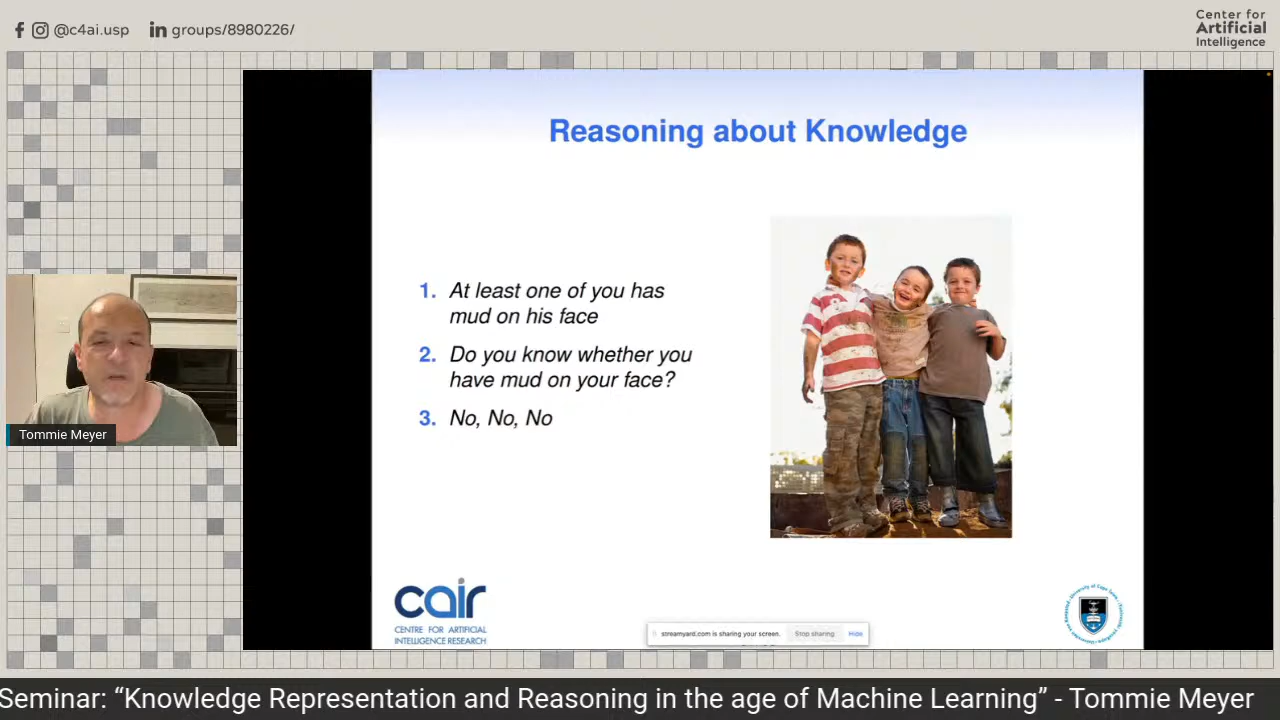 @c4ai.usp
groups/8980226/
Center for
Artificial
Intelligence
Reasoning about Knowledge
1. At least one of you has
mud on his face
2. Do you know whether you
have mud on your face?
3. No, No, No
Tommie Meyer
cair
CENTRE FOR ARTIFICIAL
INTELLIGENCE RESEARCH
streamyard.com is sharing your screen.
Stop sharing
Hide
Seminar: “Knowledge Representation and Reasoning in the age of Machine Learning” - Tommie Meyer